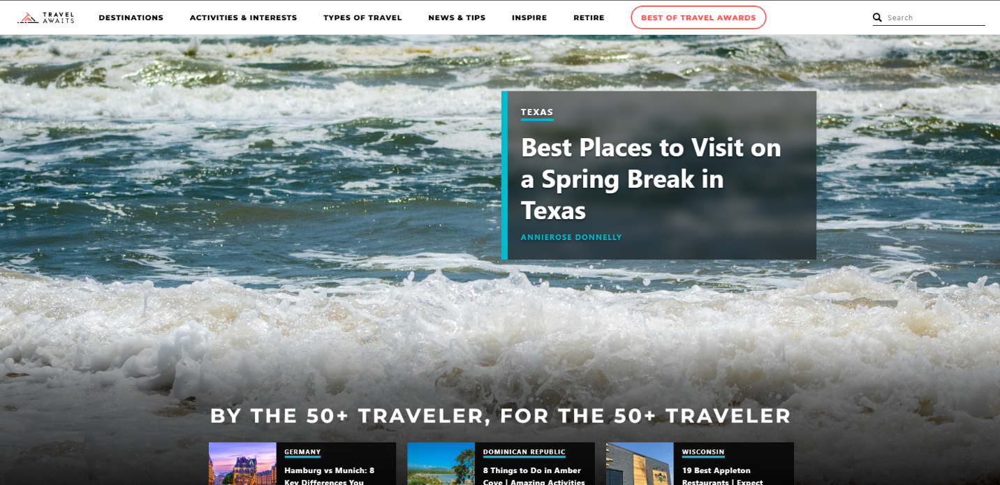 TRAVEL
AWAITS
DESTINATIONS
ACTIVITIES & INTERESTS
TYPES OF TRAVEL
NEWS & TIPS
INSPIRE
RETIRE
BEST OF TRAVEL AWARDS
Search
TEXAS
Best Places to Visit on
a Spring Break in
Texas
ANNIEROSE DONNELLY
BY THE 50+ TRAVELER, FOR THE 50+ TRAVELER
GERMANY
Hamburg vs Munich: 8
Key Differences You
DOMINICAN REPUBLIC
8 Things to Do in Amber
Cove | Amazing Activities
WISCONSIN
19 Best Appleton
Restaurants | Expect